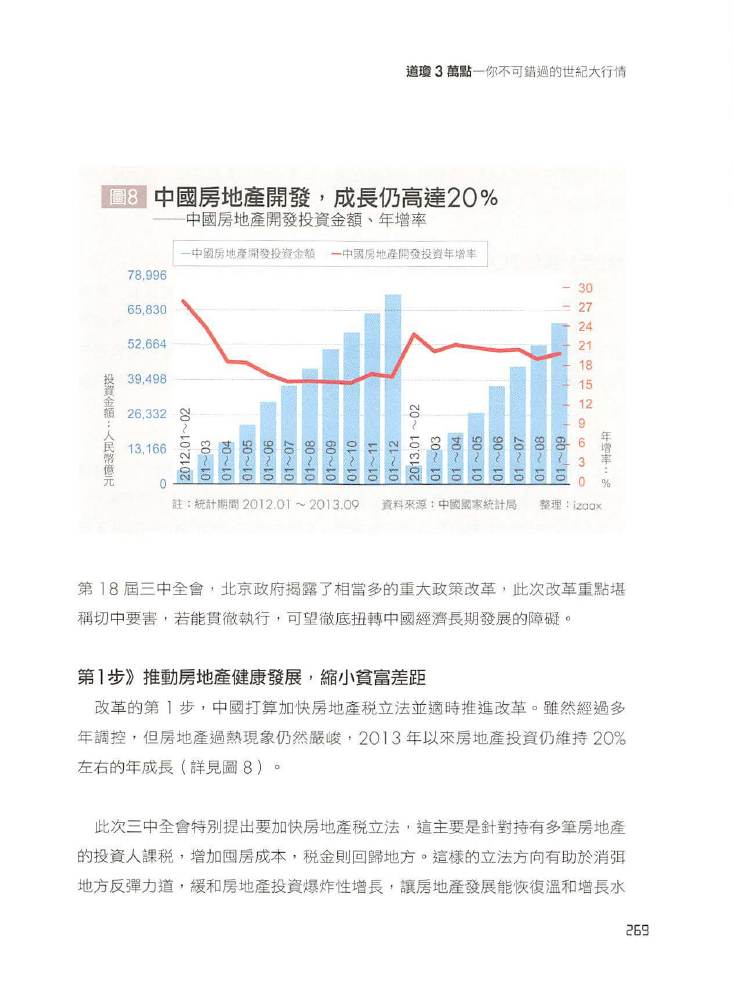 道瓊3萬點—你不可錯過的世紀大行情
圖8 中國房地產開發，成長仍高達20%
——中國房地產開發投資金額、年增率
—中國房地產開發投資金額 —中國房地產開發投資年增率
78,996
65,830
52,664
39,498
26,332
13,166
0
投資金額：人民幣億元
2012.01～02
01～03
01～04
01～05
01～06
01～07
01～08
01～09
01～10
01～11
01～12
2013.01～02
01～03
01～04
01～05
01～06
01～07
01～08
01～09
30
27
24
21
18
15
12
9
6
3
0
年增率：%
註：統計期間 2012.01 ～ 2013.09 資料來源：中國國家統計局 整理：izaax
第 18 屆三中全會，北京政府揭露了相當多的重大政策改革，此次改革重點堪
稱切中要害，若能貫徹執行，可望徹底扭轉中國經濟長期發展的障礙。
第1步》推動房地產健康發展，縮小貧富差距
改革的第 1 步，中國打算加快房地產稅立法並適時推進改革。雖然經過多
年調控，但房地產過熱現象仍然嚴峻，2013 年以來房地產投資仍維持 20%
左右的年成長（詳見圖 8）。
此次三中全會特別提出要加快房地產稅立法，這主要是針對持有多筆房地產
的投資人課稅，增加囤房成本，稅金則回歸地方。這樣的立法方向有助於消弭
地方反彈力道，緩和房地產投資爆炸性增長，讓房地產發展能恢復溫和增長水
269